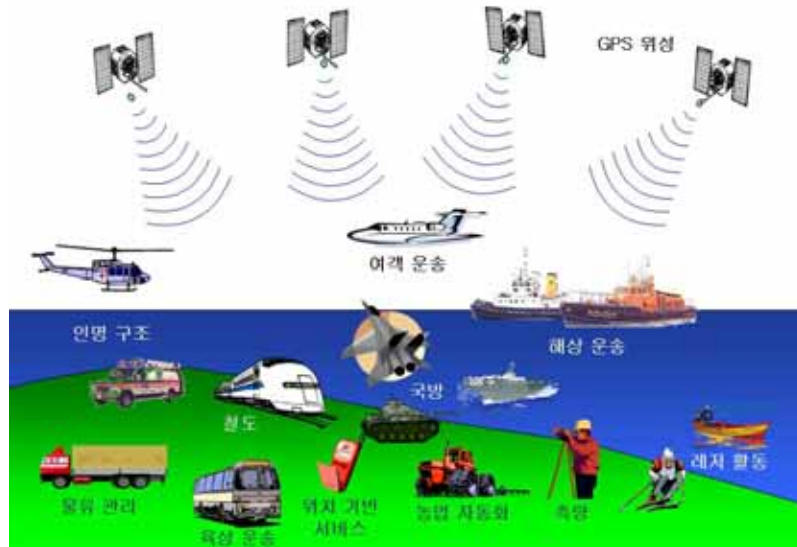 GPS 위성
여객 운송
인명 구조
해상 운송
국방
철도
레저 활동
물류 관리
육상 운송
위치 기반
서비스
농업 자동화
측량